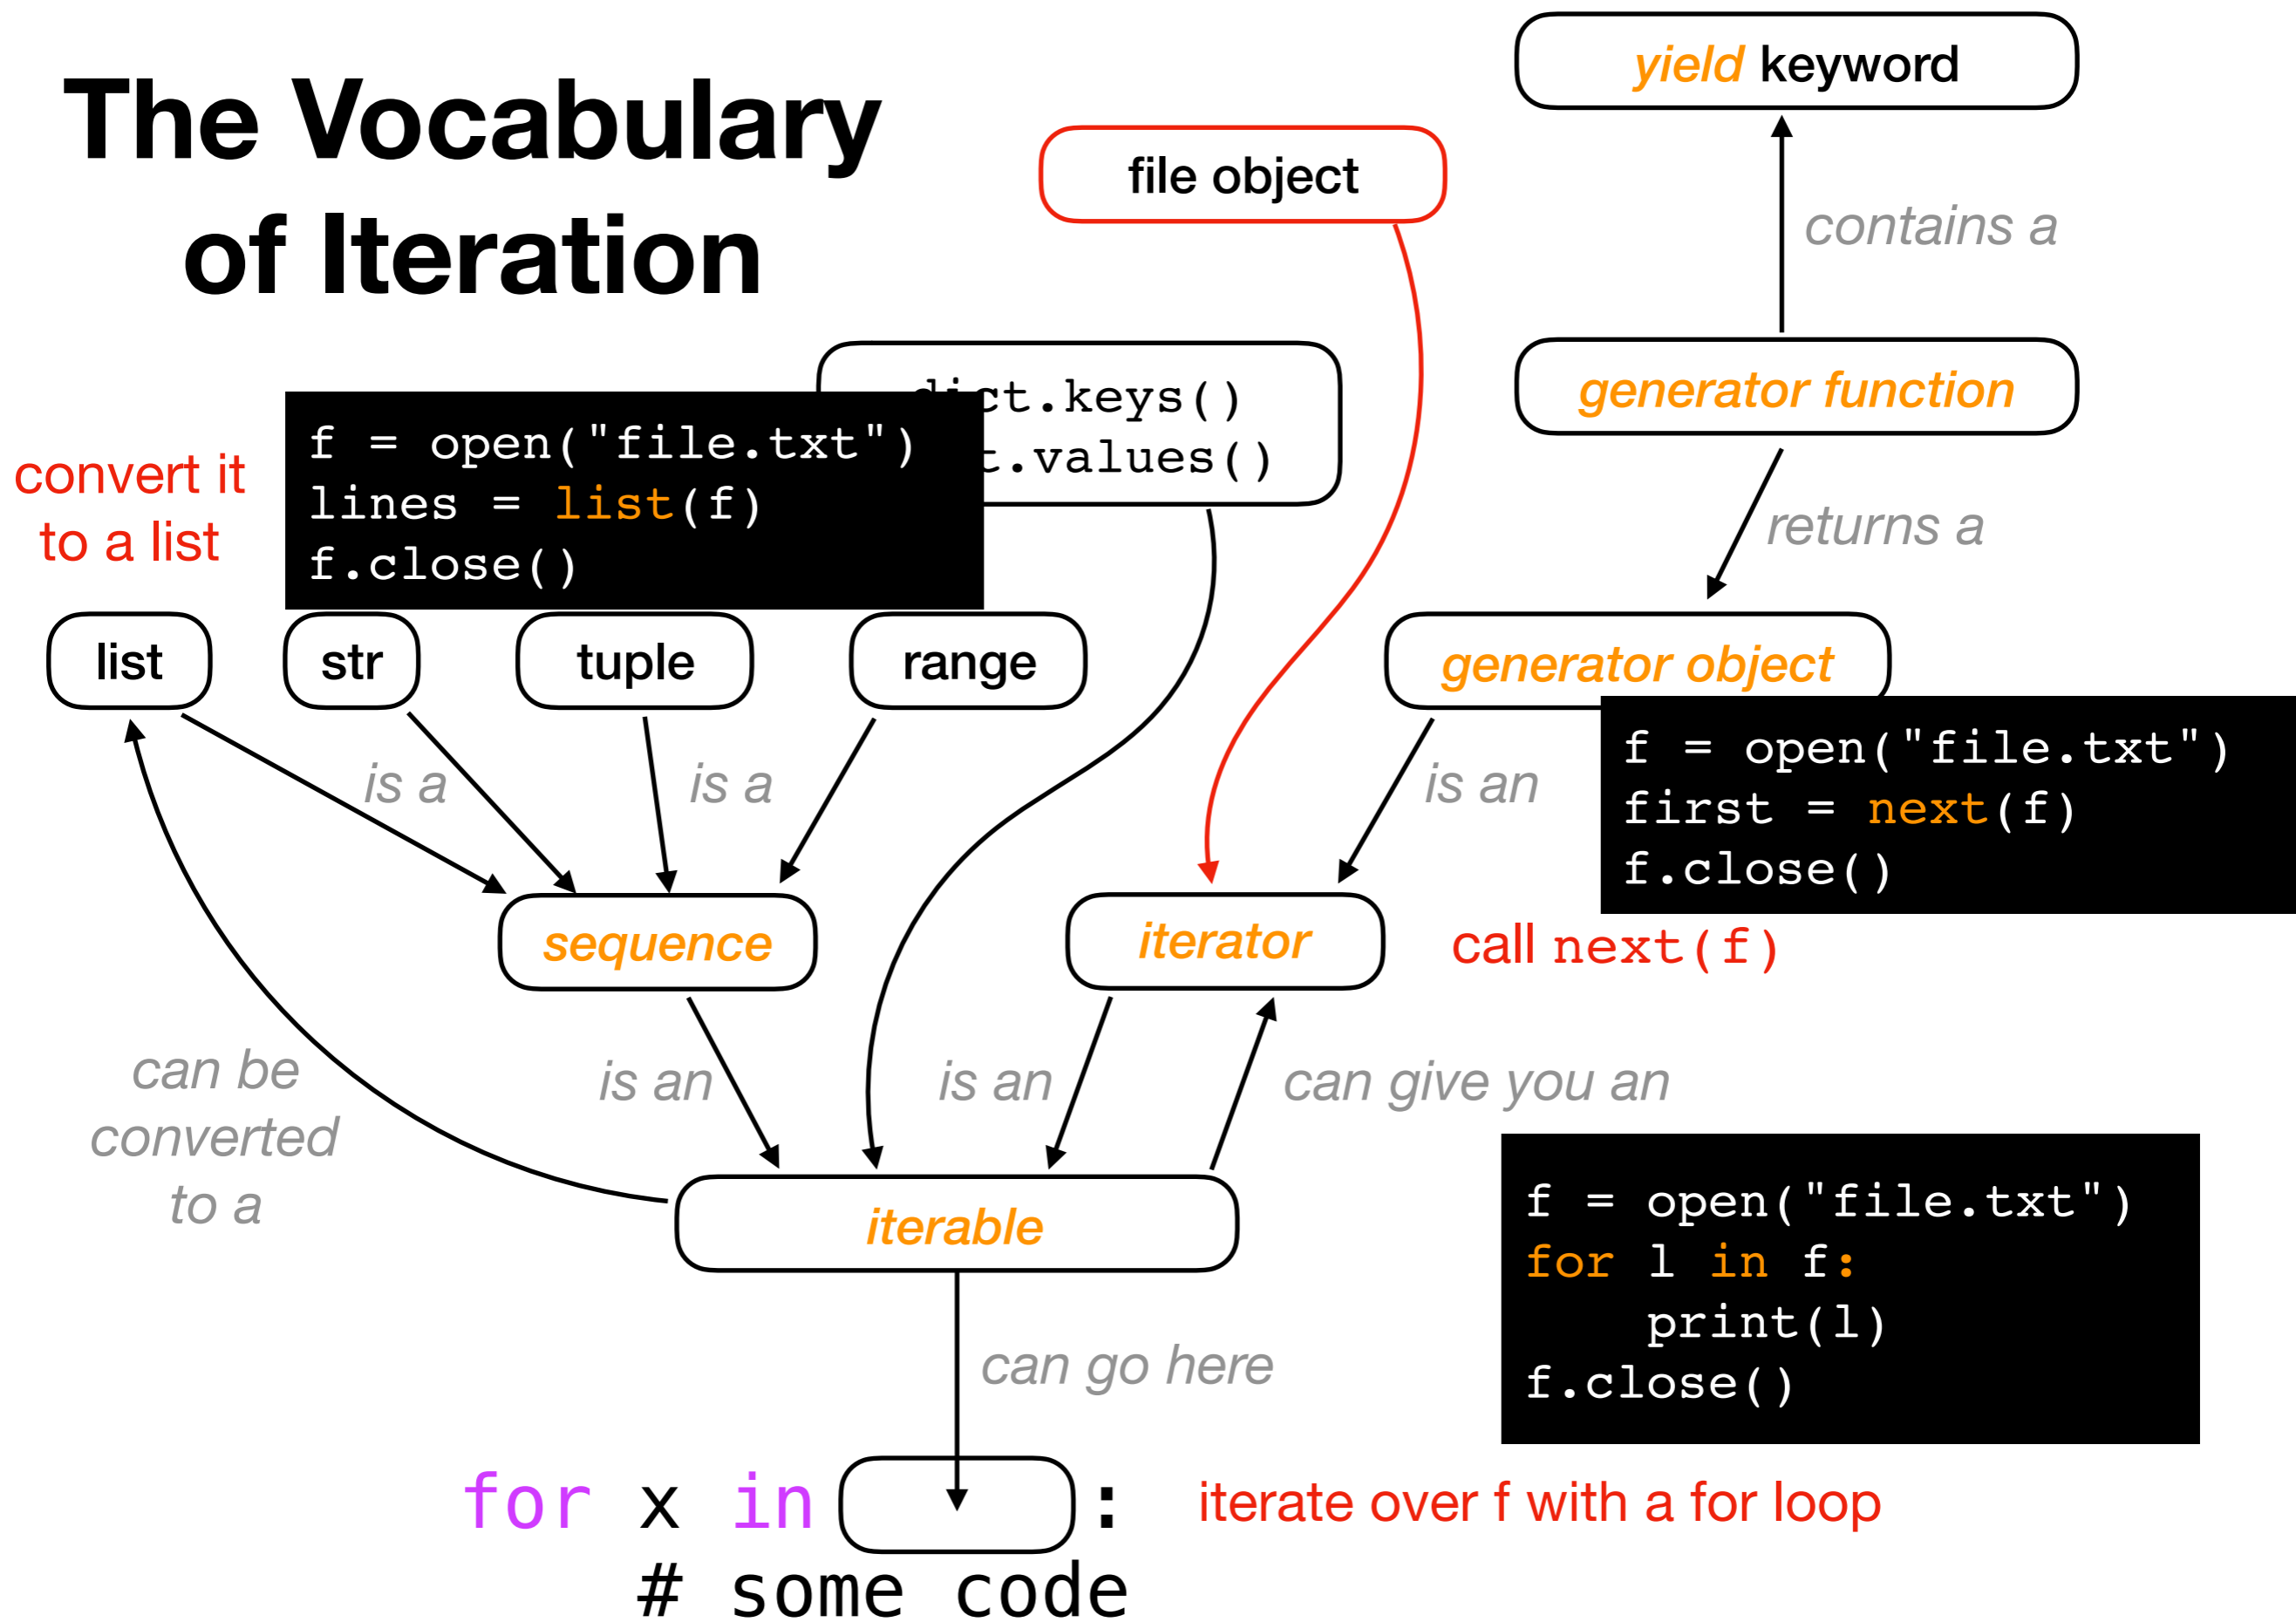 The Vocabulary
of Iteration
yield keyword
file object
contains a
dict.keys()
.values()
generator function
f = open("file.txt")
lines = list(f)
f.close()
convert it
to a list
returns a
list
str
tuple
range
generator object
f = open("file.txt")
first = next(f)
f.close()
is a
is a
is an
sequence
iterator
call next(f)
can be
converted
to a
is an
is an
can give you an
iterable
f = open("file.txt")
for l in f:
    print(l)
f.close()
can go here
for x in :
    # some code
iterate over f with a for loop